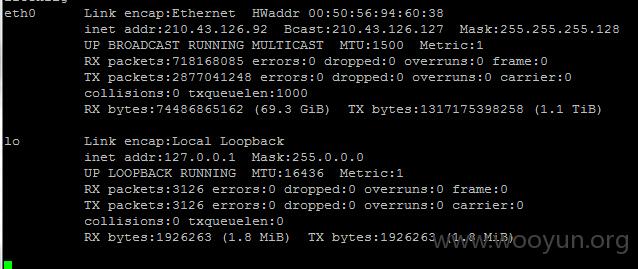 eth0 Link encap:Ethernet HWaddr 00:50:56:94:60:38
inet addr:210.43.126.92 Bcast:210.43.126.127 Mask:255.255.255.128
UP BROADCAST RUNNING MULTICAST MTU:1500 Metric:1
RX packets:718168085 errors:0 dropped:0 overruns:0 frame:0
TX packets:2877041248 errors:0 dropped:0 overruns:0 carrier:0
collisions:0 txqueuelen:1000
RX bytes:74486865162 (69.3 GiB) TX bytes:1317175398258 (1.1 TiB)
lo Link encap:Local Loopback
inet addr:127.0.0.1 Mask:255.0.0.0
UP LOOPBACK RUNNING MTU:16436 Metric:1
RX packets:3126 errors:0 dropped:0 overruns:0 frame:0
TX packets:3126 errors:0 dropped:0 overruns:0 carrier:0
collisions:0 txqueuelen:0
RX bytes:1926263 (1.8 MiB) TX bytes:1926263 (1.8 MiB)
www.wooyun.org